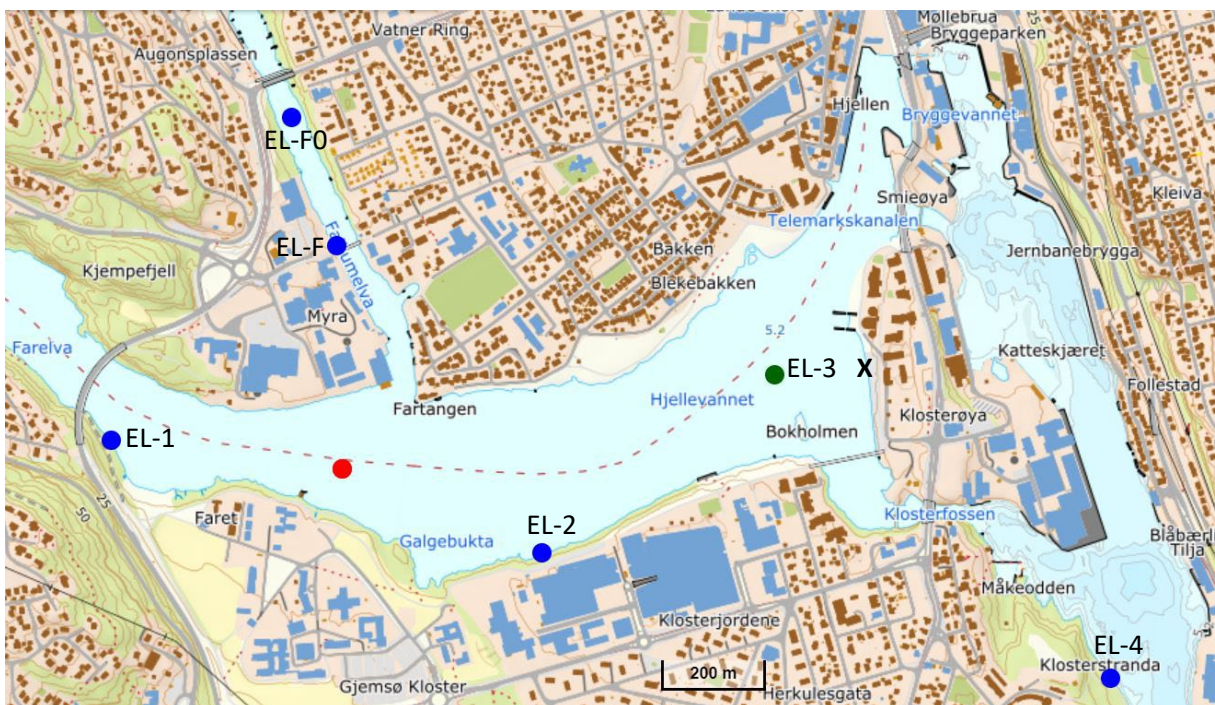 Møllebrua
Bryggeparken
25
Vatner Ring
Augonsplassen
Hjellen
Bryggevannet
EL-F0
Kleiva
Smieøya
Telemarkskanalen
EL-F
Bakken
Jernbanebrygga
Kjempefjell
Blekebakken
Myra
5.2
Farelva
Katteskjæret
EL-3
X
Follestad
Hjellevannet
Fartangen
Klosterøya
EL-1
Bokholmen
25
50
Faret
Klosterfossen
EL-2
Galgebukta
Tilja
Måkeodden
Klosterjordene
EL-4
Klosterstranda
200 m
Gjemsø Kloster
Herkulesgata